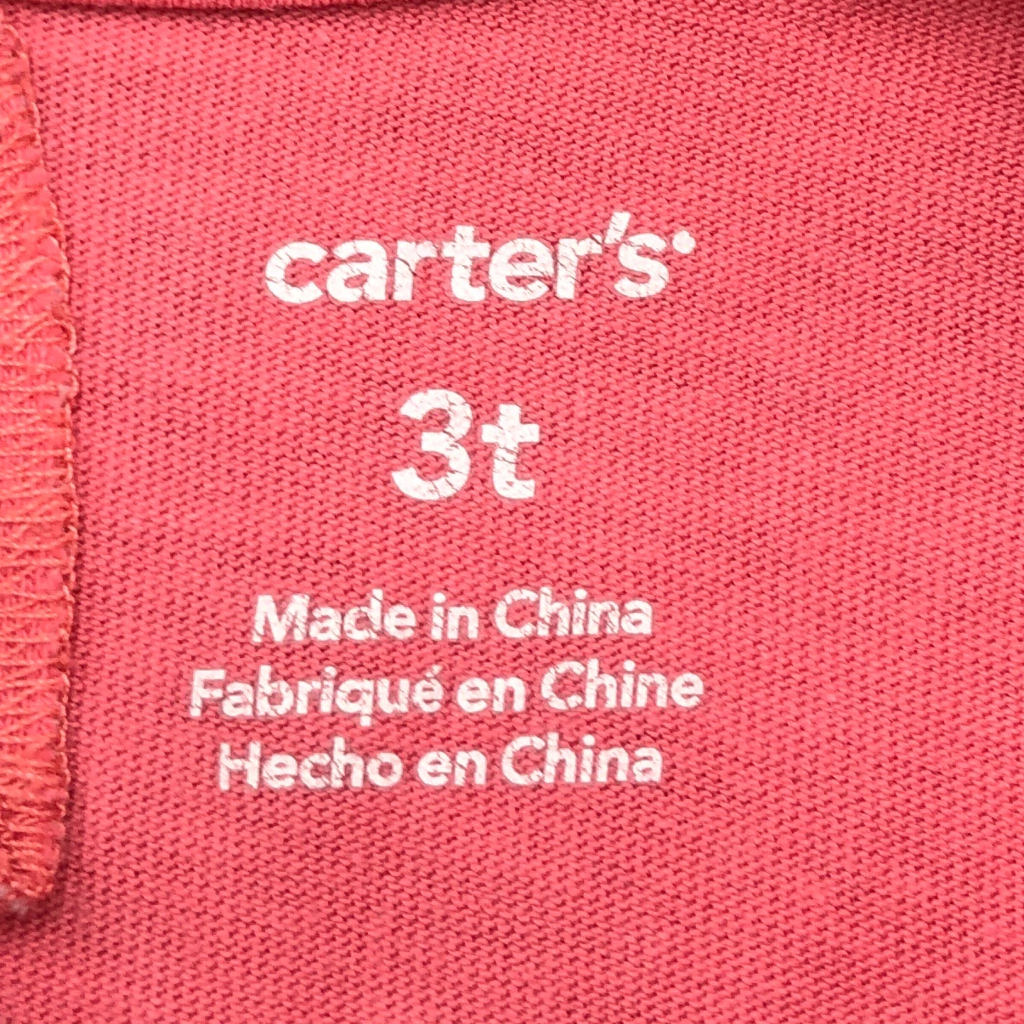 carter's
3t
Made in China
Fabriqué en Chine
Hecho en China